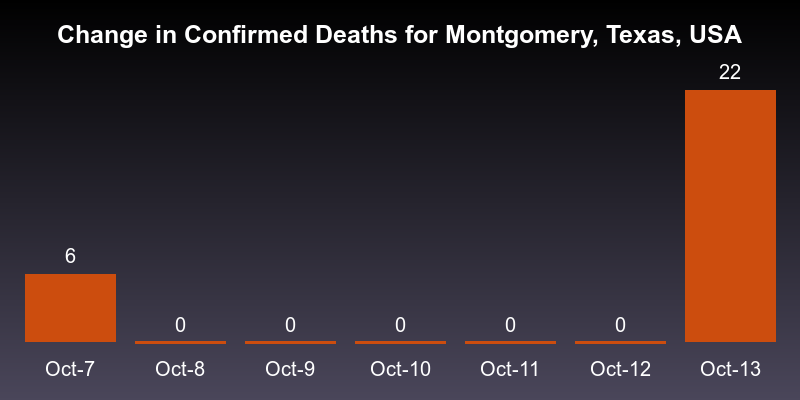 Change in Confirmed Deaths for Montgomery, Texas, USA
22
6
0
0
0
0
0
Oct-7
Oct-8
Oct-9
Oct-10
Oct-11
Oct-12
Oct-13